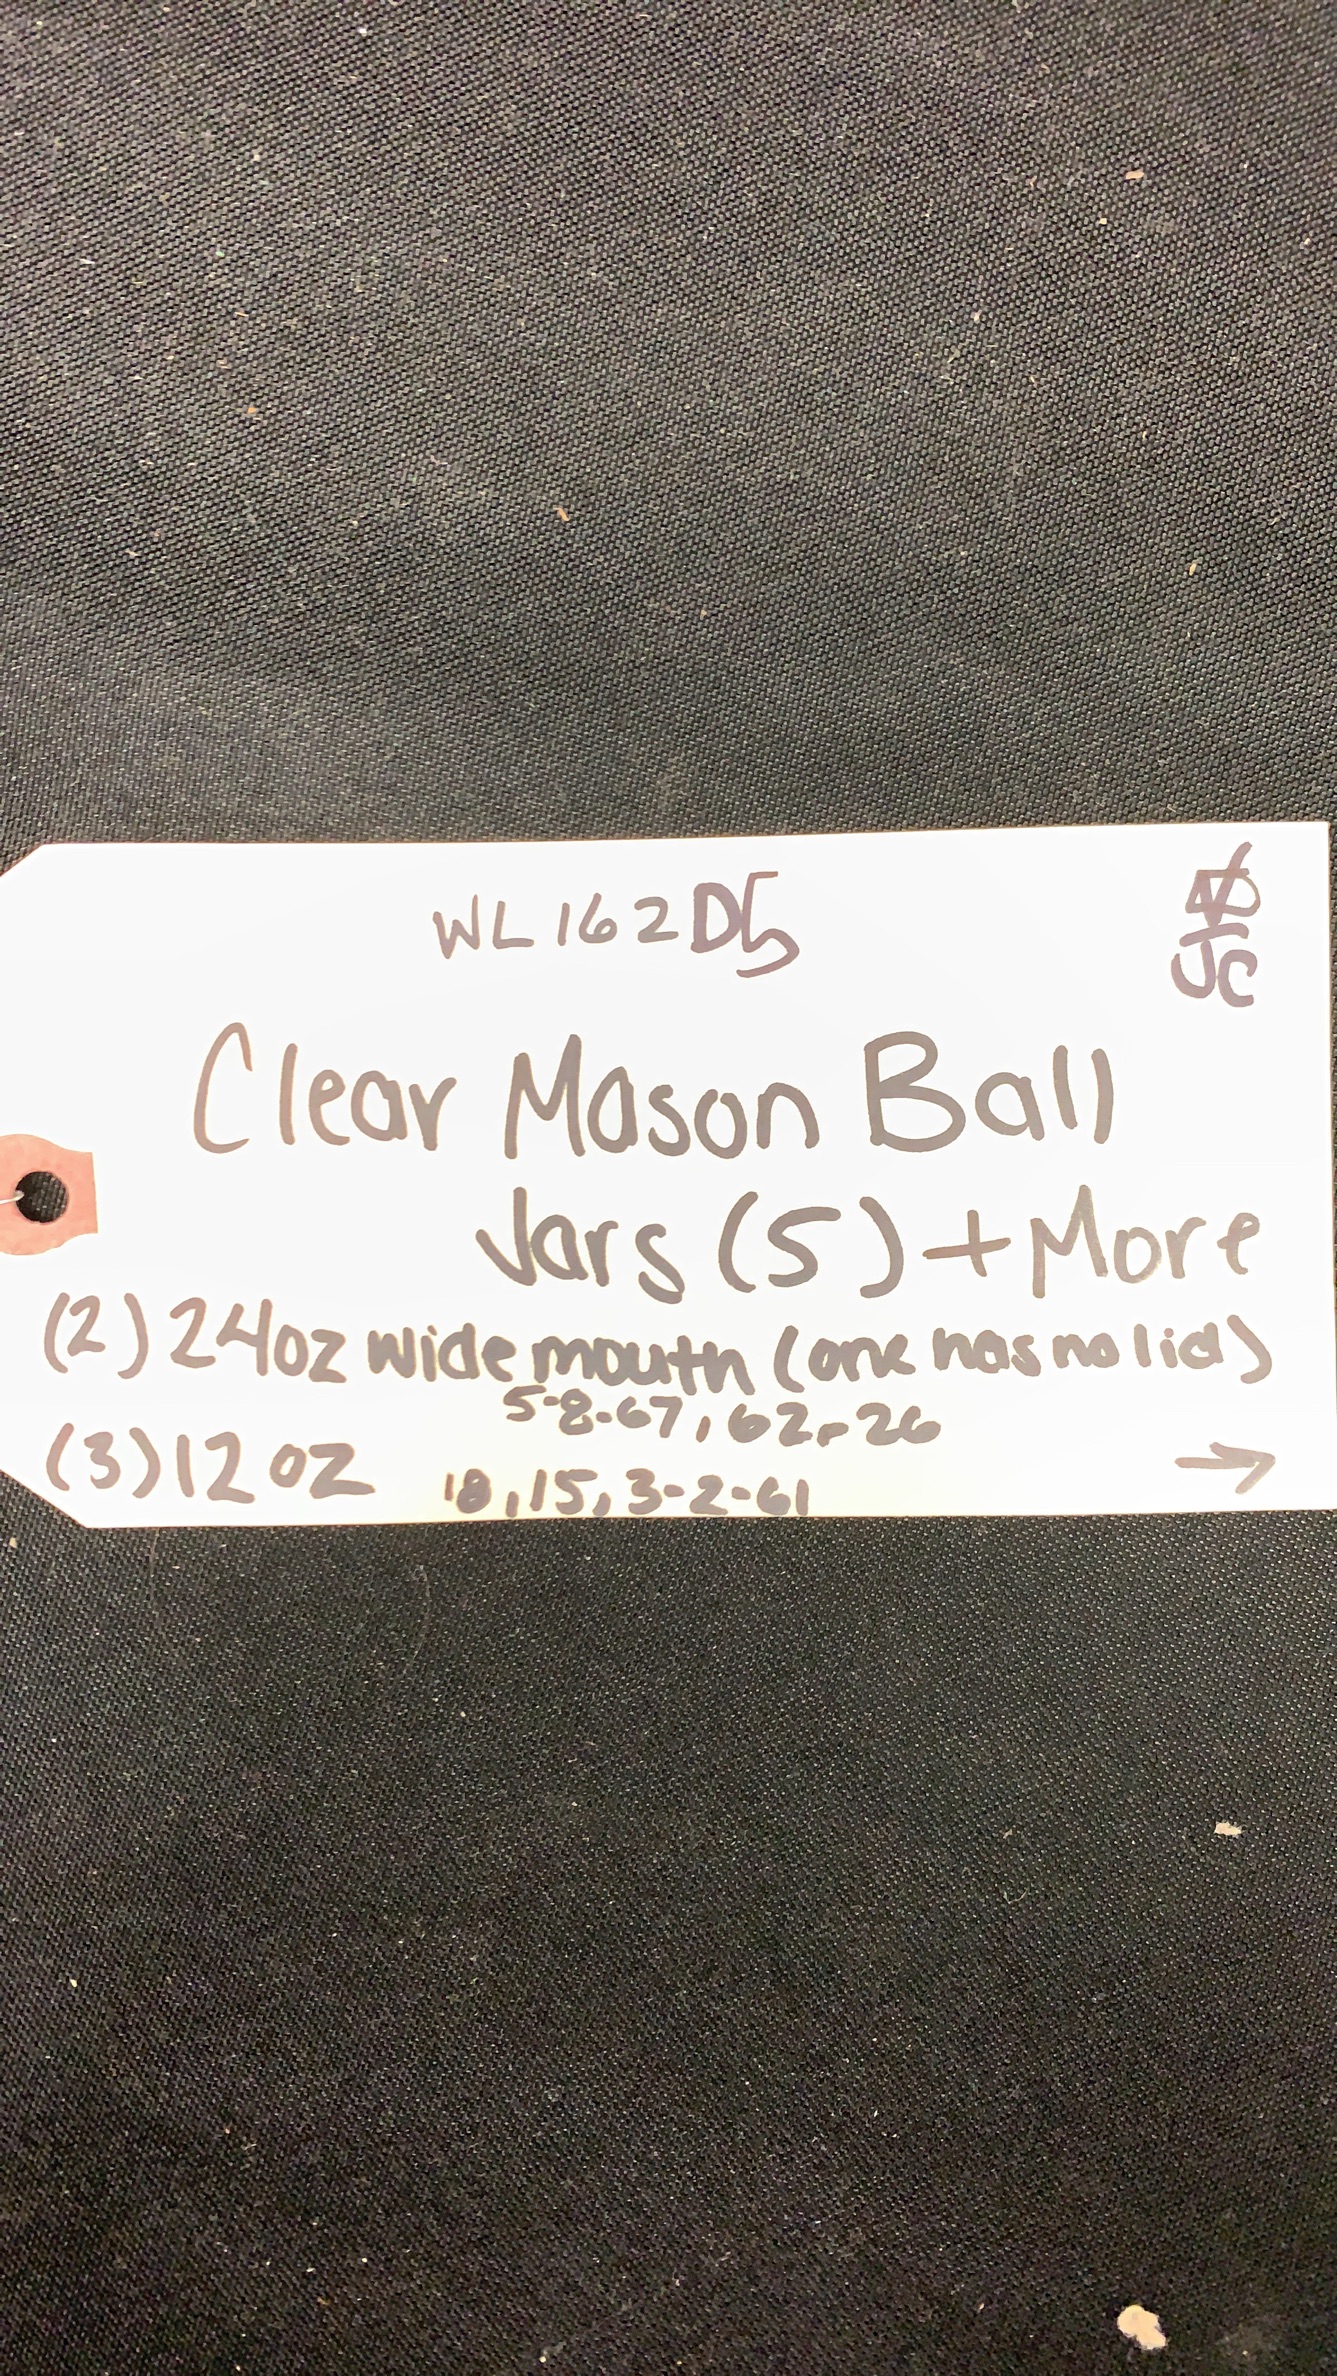 WL162D5
JC
Clear Mason Ball
Jars (5) + More
(2) 24oz wide mouth (one has no lid)
5-8-67, 62-26
(3) 12 oz
18, 15, 3-2-61
→